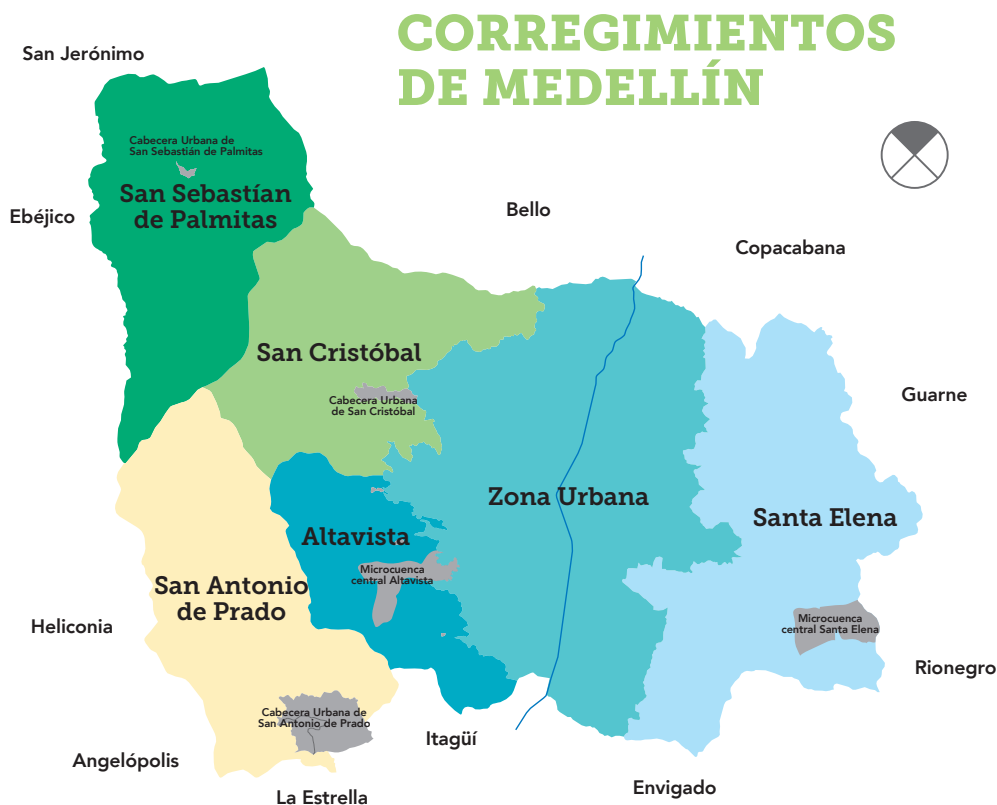 CORREGIMIENTOS
DE MEDELLÍN
San Jerónimo
Cabecera Urbana de
San Sebastián de Palmitas
San Sebastían
de Palmitas
Ebéjico
Bello
Copacabana
San Cristóbal
Cabecera Urbana
de San Cristóbal
Guarne
Zona Urbana
Santa Elena
Altavista
Microcuenca
central Altavista
San Antonio
de Prado
Heliconia
Microcuenca
central Santa Elena
Rionegro
Cabecera Urbana de
San Antonio de Prado
Itagüí
Angelópolis
Envigado
La Estrella